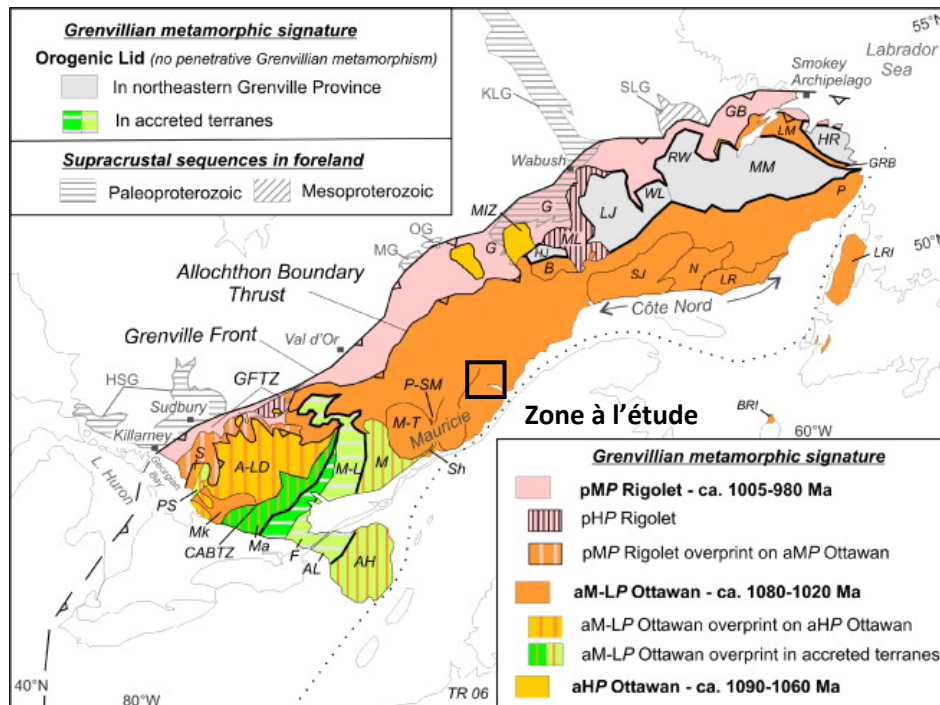 Grenvillian metamorphic signature
Orogenic Lid (no penetrative Grenvillian metamorphism)
In northeastern Grenville Province
In accreted terranes
Supracrustal sequences in foreland
Paleoproterozoic
Mesoproterozoic
55°N
Labrador
Sea
Smokey
Archipelago
KLG
SLG
GB
LM
HR
GRB
Wabush
RW
MM
WL
P
MIZ
G
LJ
ML
HJ
G
B
50°N
OG
MG
SJ
N
LR
LRI
Allochthon Boundary
Thrust
Côte Nord
Grenville Front
Val d'Or
HSG
GFTZ
Sudbury
P-SM
Killarney
M-T
Mauricie
Zone à l'étude
BRI
60°W
S
A-LD
M-L
M
Sh
Georgian
Bay
L. Huron
PS
Mk
CABTZ
Ma
F
AL
AH
40°N
80°W
TR 06
Grenvillian metamorphic signature
pMP Rigolet - ca. 1005-980 Ma
pHP Rigolet
pMP Rigolet overprint on aMP Ottawan
aM-LP Ottawan - ca. 1080-1020 Ma
aM-LP Ottawan overprint on aHP Ottawan
aM-LP Ottawan overprint in accreted terranes
aHP Ottawan - ca. 1090-1060 Ma